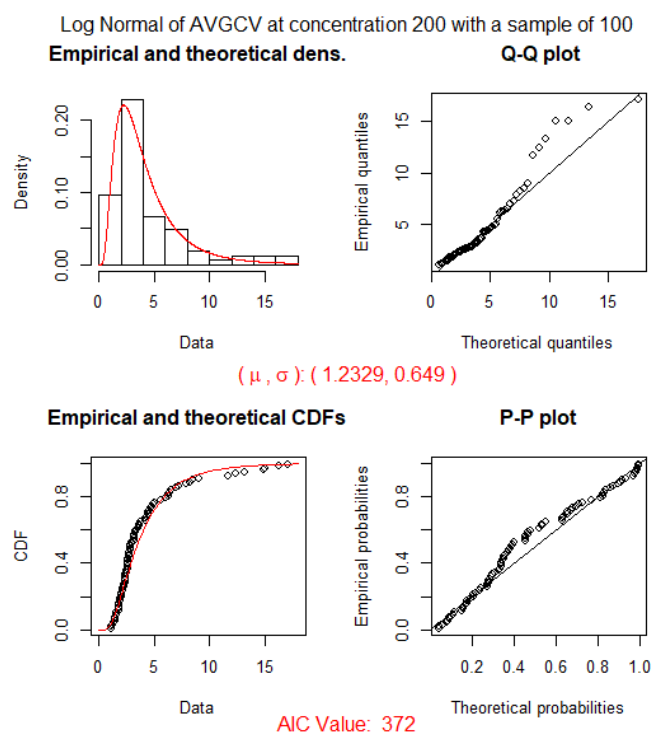 Log Normal of AVGCV at concentration 200 with a sample of 100
Empirical and theoretical dens.
Density
0.00
0.10
0.20
0
5
10
15
Data
Q-Q plot
Empirical quantiles
5
10
15
0
5
10
15
Theoretical quantiles
( μ , σ ): ( 1.2329, 0.649 )
Empirical and theoretical CDFs
CDF
0.0
0.4
0.8
0
5
10
15
Data
P-P plot
Empirical probabilities
0.0
0.4
0.8
0.2
0.4
0.6
0.8
1.0
Theoretical probabilities
AIC Value: 372